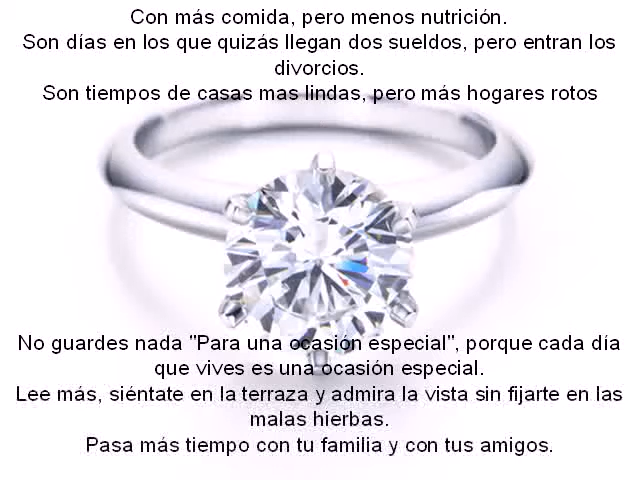 Con más comida, pero menos nutrición.
Son días en los que quizás llegan dos sueldos, pero entran los
divorcios.
Son tiempos de casas mas lindas, pero más hogares rotos
No guardes nada "Para una ocasión especial", porque cada día
que vives es una ocasión especial.
Lee más, siéntate en la terraza y admira la vista sin fijarte en las
malas hierbas.
Pasa más tiempo con tu familia y con tus amigos.